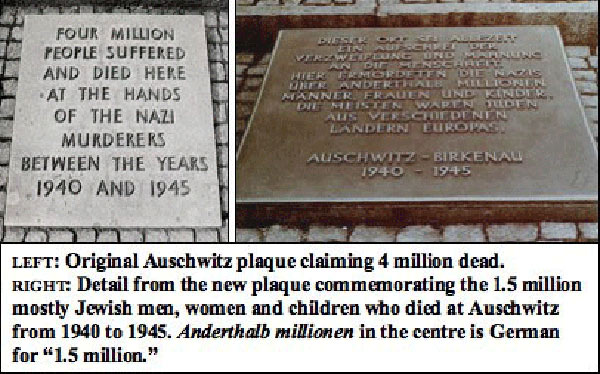 FOUR MILLION
PEOPLE SUFFERED
AND DIED HERE
AT THE HANDS
OF THE NAZI
MURDERERS
BETWEEN THE YEARS
1940 AND 1945
DIESER ORT SEI ALLEZEIT
EIN AUFSCHREI DER
VERZWEIFLUNG UND MAHNUNG
AN DIE MENSCHHEIT.
HIER ERMORDETEN DIE NAZIS
ÜBER ANDERTHALB MILLIONEN
MÄNNER, FRAUEN UND KINDER.
DIE MEISTEN WAREN JUDEN
AUS VERSCHIEDENEN
LÄNDERN EUROPAS.
AUSCHWITZ - BIRKENAU
1940 - 1945
LEFT: Original Auschwitz plaque claiming 4 million dead.
RIGHT: Detail from the new plaque commemorating the 1.5 million
mostly Jewish men, women and children who died at Auschwitz
from 1940 to 1945. Anderthalb millionen in the centre is German
for “1.5 million.”